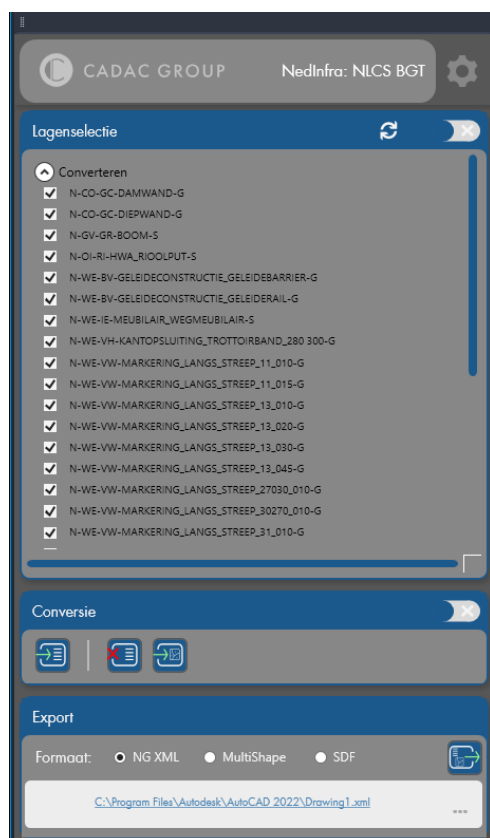 CADAC GROUP NedInfra: NLCS BGT
Lagenselectie
Converteren
N-CO-GC-DAMWAND-G
N-CO-GC-DIEPWAND-G
N-GV-GR-BOOM-S
N-OI-RI-HWA_RIOOLPUT-S
N-WE-BV-GELEIDECONSTRUCTIE_GELEIDEBARRIER-G
N-WE-BV-GELEIDECONSTRUCTIE_GELEIDERAIL-G
N-WE-IE-MEUBILAIR_WEGMEUBILAIR-S
N-WE-VH-KANTOPSLUITING_TROTTOIRBAND_280 300-G
N-WE-VW-MARKERING_LANGS_STREEP_11_010-G
N-WE-VW-MARKERING_LANGS_STREEP_11_015-G
N-WE-VW-MARKERING_LANGS_STREEP_13_010-G
N-WE-VW-MARKERING_LANGS_STREEP_13_020-G
N-WE-VW-MARKERING_LANGS_STREEP_13_030-G
N-WE-VW-MARKERING_LANGS_STREEP_13_045-G
N-WE-VW-MARKERING_LANGS_STREEP_27030_010-G
N-WE-VW-MARKERING_LANGS_STREEP_30270_010-G
N-WE-VW-MARKERING_LANGS_STREEP_31_010-G
Conversie
Export
Formaat: NG XML MultiShape SDF
C:\Program Files\Autodesk\AutoCAD 2022\Drawing1.xml
...